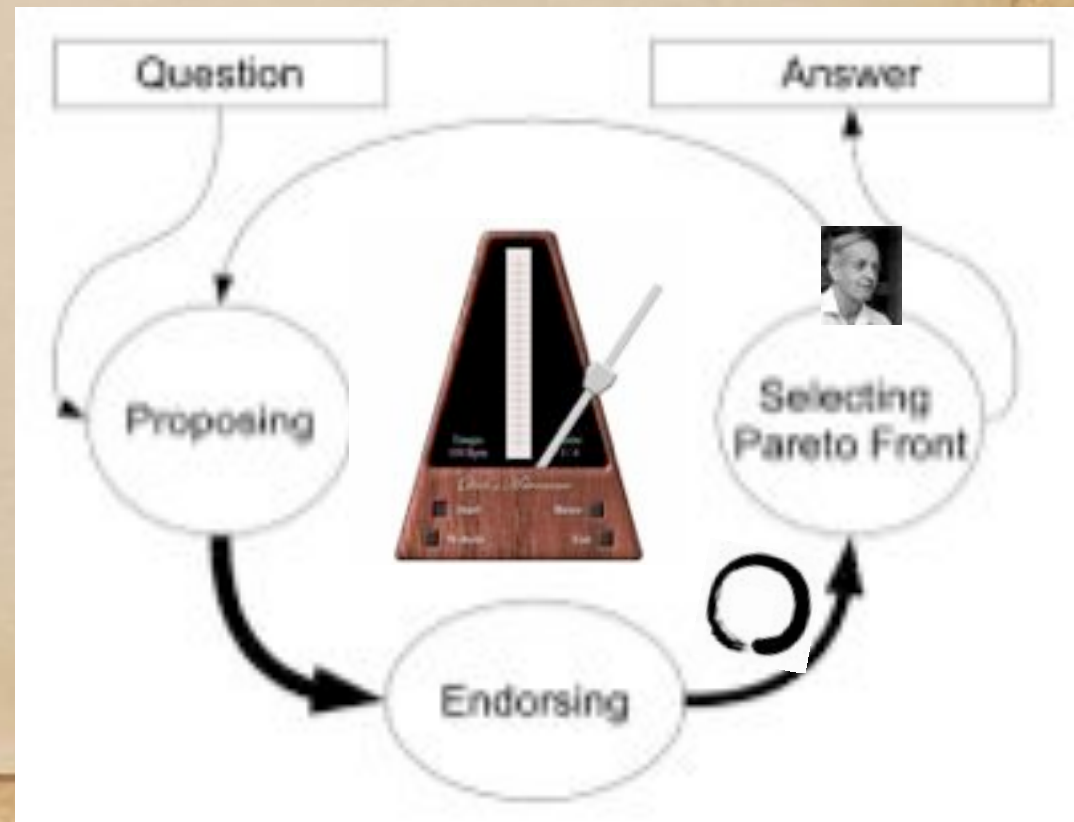 Question
Answer
Proposing
Selecting
Pareto Front
Endorsing